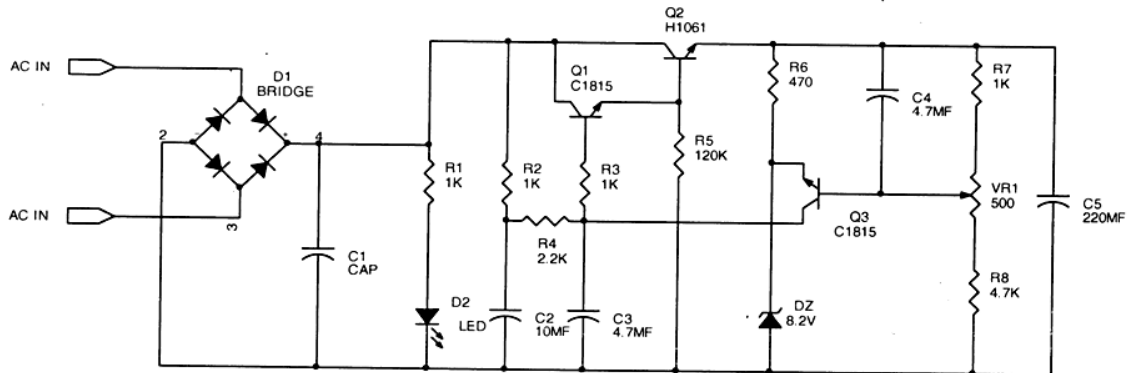 Q2
H1061
AC IN
D1
BRIDGE
Q1
C1815
R6
470
R7
1K
C4
4.7MF
2
4
R5
120K
R1
1K
R2
1K
R3
1K
VR1
500
AC IN
3
Q3
C1815
C5
220MF
R4
2.2K
C1
CAP
R8
4.7K
D2
LED
C2
10MF
C3
4.7MF
DZ
8.2V